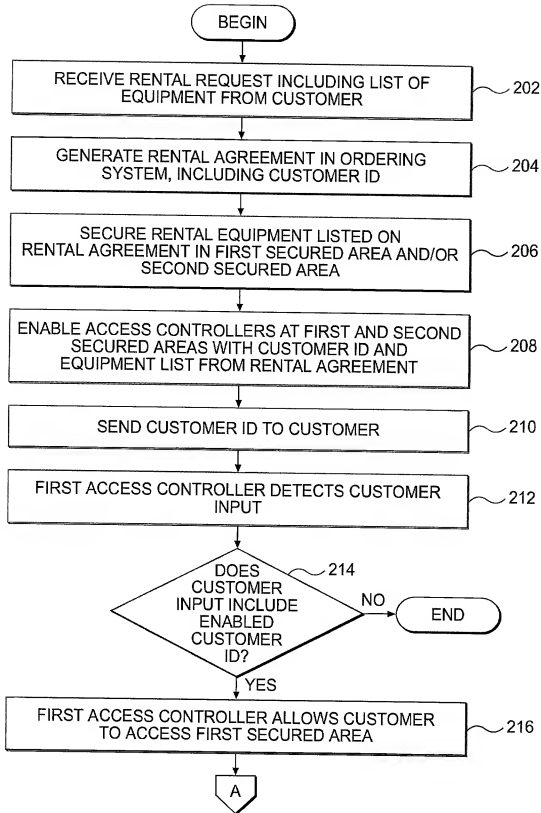 BEGIN
RECEIVE RENTAL REQUEST INCLUDING LIST OF
EQUIPMENT FROM CUSTOMER
202
GENERATE RENTAL AGREEMENT IN ORDERING
SYSTEM, INCLUDING CUSTOMER ID
204
SECURE RENTAL EQUIPMENT LISTED ON
RENTAL AGREEMENT IN FIRST SECURED AREA AND/OR
SECOND SECURED AREA
206
ENABLE ACCESS CONTROLLERS AT FIRST AND SECOND
SECURED AREAS WITH CUSTOMER ID AND
EQUIPMENT LIST FROM RENTAL AGREEMENT
208
SEND CUSTOMER ID TO CUSTOMER
210
FIRST ACCESS CONTROLLER DETECTS CUSTOMER
INPUT
212
DOES
CUSTOMER
INPUT INCLUDE
ENABLED
CUSTOMER
ID?
214
NO
END
YES
FIRST ACCESS CONTROLLER ALLOWS CUSTOMER
TO ACCESS FIRST SECURED AREA
216
A